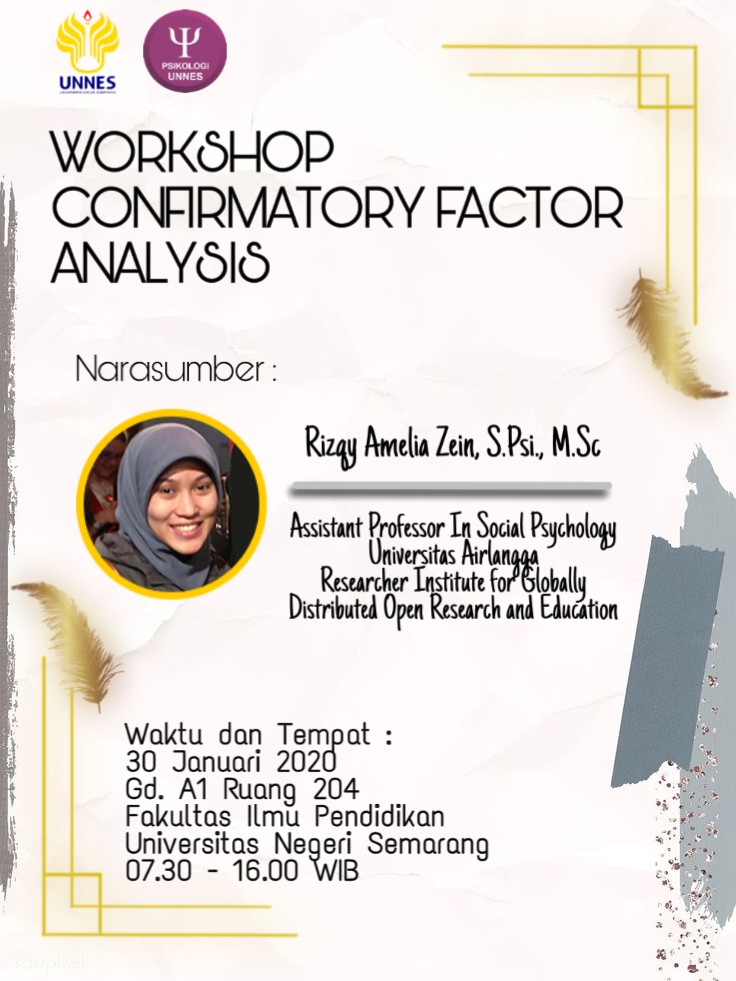 UNNES
PSIKOLOGI
UNNES
WORKSHOP
CONFIRMATORY FACTOR
ANALYSIS
Narasumber :
Rizqy Amelia Zein, S.Psi., M.Sc
Assistant Professor In Social Psychology
Universitas Airlangga
Researcher Institute for Globally
Distributed Open Research and Education
Waktu dan Tempat :
30 Januari 2020
Gd. A1 Ruang 204
Fakultas Ilmu Pendidikan
Universitas Negeri Semarang
07.30 - 16.00 WIB
rawpixel